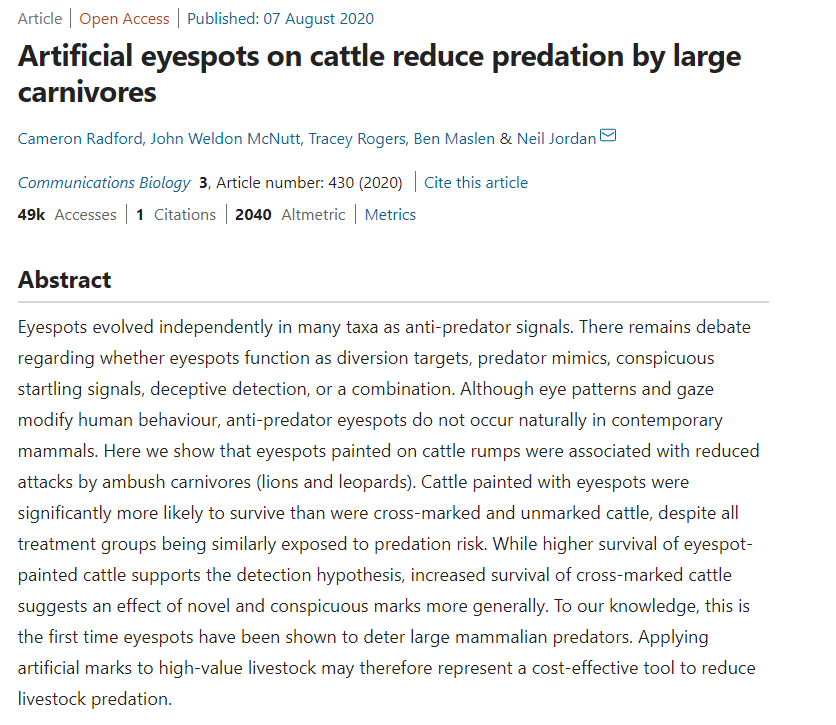 Article | Open Access | Published: 07 August 2020
Artificial eyespots on cattle reduce predation by large
carnivores
Cameron Radford, John Weldon McNutt, Tracey Rogers, Ben Maslen & Neil Jordan
Communications Biology 3, Article number: 430 (2020) | Cite this article
49k Accesses | 1 Citations | 2040 Altmetric | Metrics
Abstract
Eyespots evolved independently in many taxa as anti-predator signals. There remains debate
regarding whether eyespots function as diversion targets, predator mimics, conspicuous
startling signals, deceptive detection, or a combination. Although eye patterns and gaze
modify human behaviour, anti-predator eyespots do not occur naturally in contemporary
mammals. Here we show that eyespots painted on cattle rumps were associated with reduced
attacks by ambush carnivores (lions and leopards). Cattle painted with eyespots were
significantly more likely to survive than were cross-marked and unmarked cattle, despite all
treatment groups being similarly exposed to predation risk. While higher survival of eyespot-
painted cattle supports the detection hypothesis, increased survival of cross-marked cattle
suggests an effect of novel and conspicuous marks more generally. To our knowledge, this is
the first time eyespots have been shown to deter large mammalian predators. Applying
artificial marks to high-value livestock may therefore represent a cost-effective tool to reduce
livestock predation.